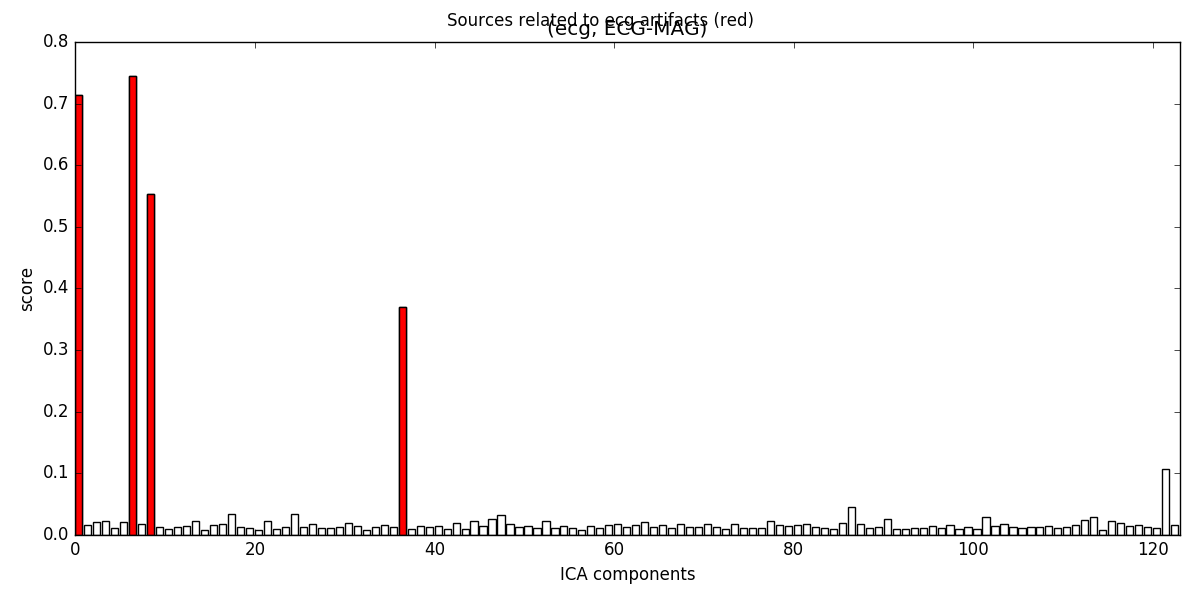 Sources related to ecg artifacts (red)
(ecg, ECG-MAG)
0.8
0.7
0.6
0.5
0.4
0.3
0.2
0.1
0.0
score
0 20 40 60 80 100 120
ICA components